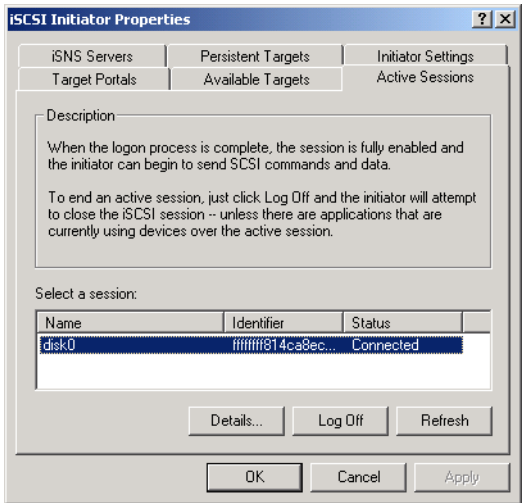 iSCSI Initiator Properties
iSNS Servers Persistent Targets Initiator Settings
Target Portals Available Targets Active Sessions
Description
When the logon process is complete, the session is fully enabled and
the initiator can begin to send SCSI commands and data.
To end an active session, just click Log Off and the initiator will attempt
to close the iSCSI session -- unless there are applications that are
currently using devices over the active session.
Select a session:
Name Identifier Status
disk0 ffffffff814ca8ec... Connected
Details... Log Off Refresh
OK Cancel Apply